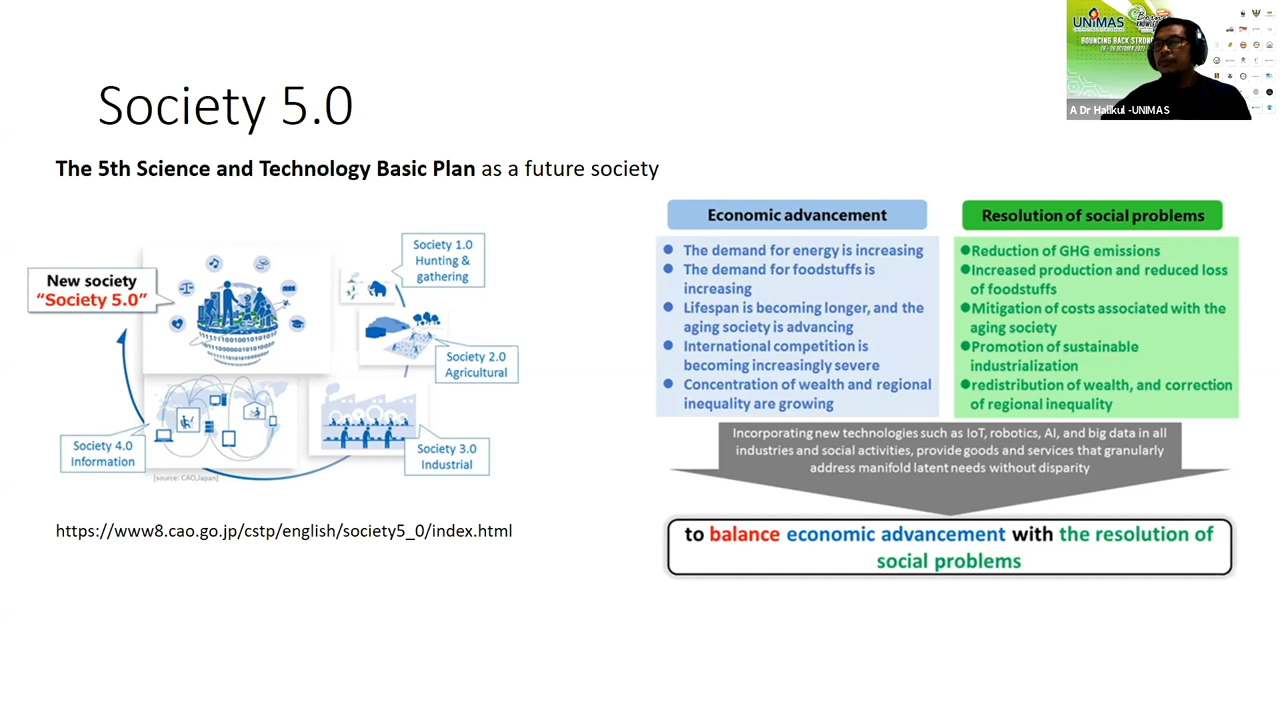 UNIMAS
BOUNCING BACK STRON
A Dr Halikul -UNIMAS
Society 5.0
The 5th Science and Technology Basic Plan as a future society
New society
“Society 5.0”
Society 1.0
Hunting &
gathering
Society 2.0
Agricultural
Society 3.0
Industrial
Society 4.0
Information
[source: CAO,Japan]
https://www8.cao.go.jp/cstp/english/society5_0/index.html
Economic advancement
● The demand for energy is increasing
● The demand for foodstuffs is
increasing
● Lifespan is becoming longer, and the
aging society is advancing
● International competition is
becoming increasingly severe
● Concentration of wealth and regional
inequality are growing
Resolution of social problems
●Reduction of GHG emissions
●Increased production and reduced loss
of foodstuffs
●Mitigation of costs associated with the
aging society
●Promotion of sustainable
industrialization
●redistribution of wealth, and correction
of regional inequality
Incorporating new technologies such as IoT, robotics, AI, and big data in all
industries and social activities, provide goods and services that granularly
address manifold latent needs without disparity
to balance economic advancement with the resolution of
social problems